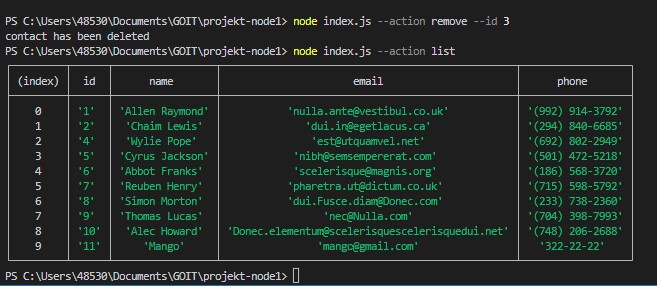 PS C:\Users\48530\Documents\GOIT\projekt-node1> node index.js --action remove --id 3
contact has been deleted
PS C:\Users\48530\Documents\GOIT\projekt-node1> node index.js --action list
(index) id name email phone
0 '1' 'Allen Raymond' 'nulla.ante@vestibul.co.uk' '(992) 914-3792'
1 '2' 'Chaim Lewis' 'dui.in@egetlacus.ca' '(294) 840-6685'
2 '4' 'Wylie Pope' 'est@utquamvel.net' '(692) 802-2949'
3 '5' 'Cyrus Jackson' 'nibh@semsempererat.com' '(501) 472-5218'
4 '6' 'Abbot Franks' 'scelerisque@magnis.org' '(186) 568-3720'
5 '7' 'Reuben Henry' 'pharetra.ut@dictum.co.uk' '(715) 598-5792'
6 '8' 'Simon Morton' 'dui.Fusce.diam@Donec.com' '(233) 738-2360'
7 '9' 'Thomas Lucas' 'nec@Nulla.com' '(704) 398-7993'
8 '10' 'Alec Howard' 'Donec.elementum@scelerisquescelerisquedui.net' '(748) 206-2688'
9 '11' 'Mango' 'mango@gmail.com' '322-22-22'
PS C:\Users\48530\Documents\GOIT\projekt-node1>